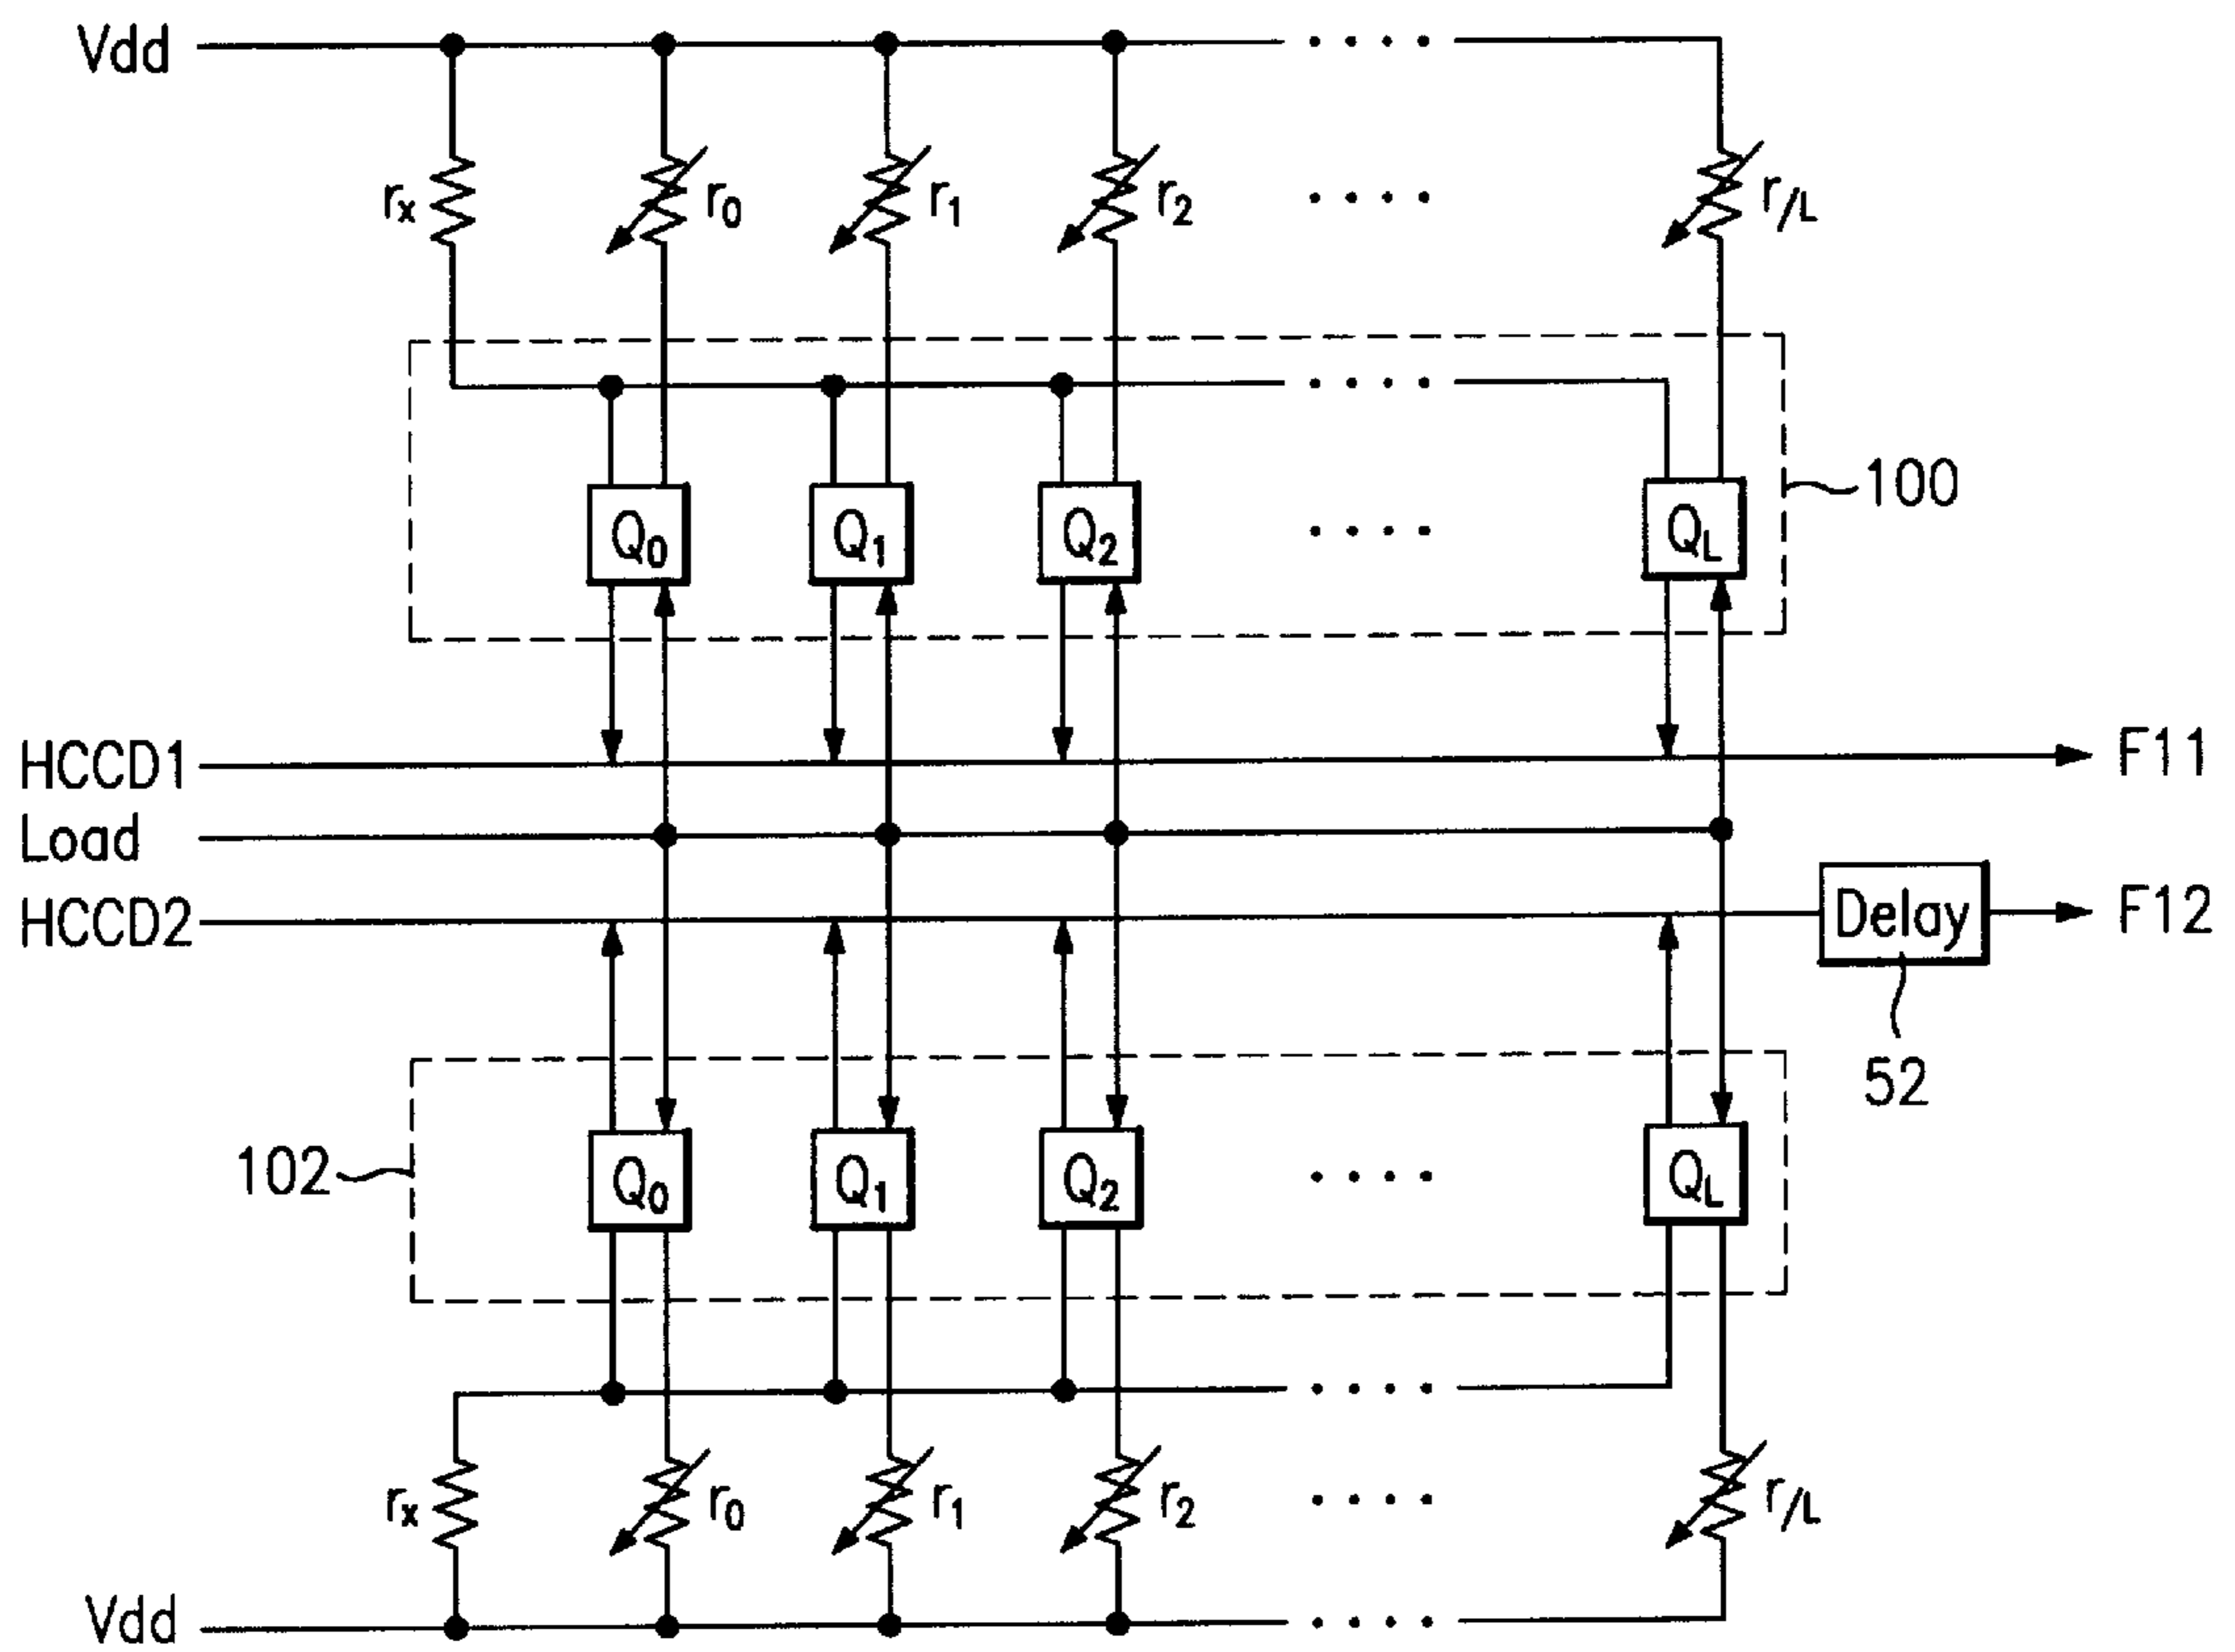 Vdd
rx r0 r1 r2 r/L
Q0 Q1 Q2 QL 100
HCCD1 F11
Load
HCCD2 Delay F12
52
102 Q0 Q1 Q2 QL
rx r0 r1 r2 r/L
Vdd